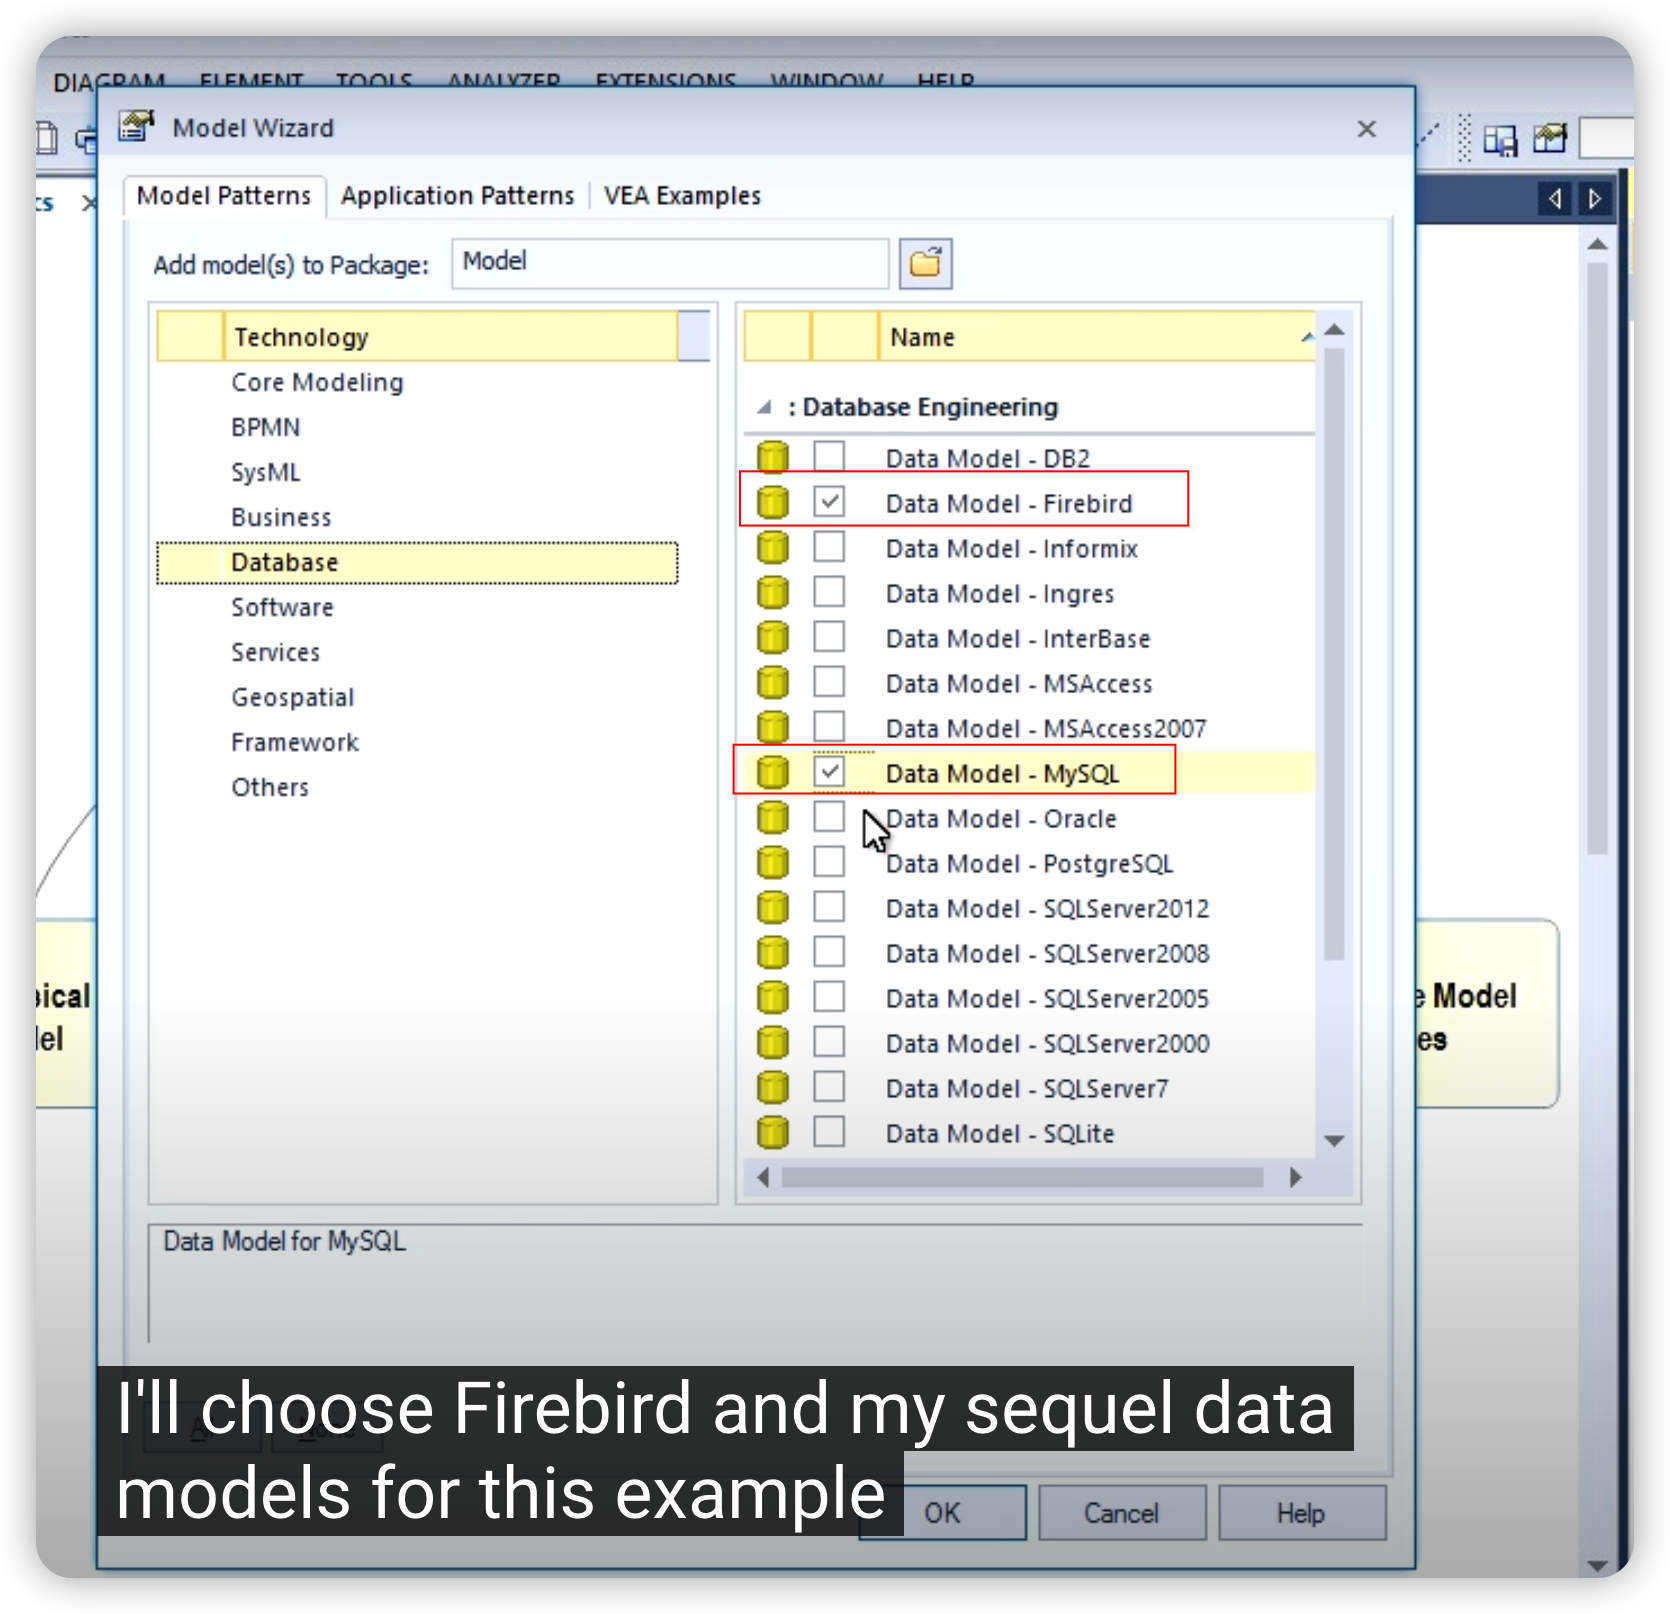 DIAGRAM ELEMENT TOOLS ANALYZER EXTENSIONS WINDOW HELP
Model Wizard
cs
Model Patterns Application Patterns VEA Examples
Add model(s) to Package: Model
Technology
Core Modeling
BPMN
SysML
Business
Database
Software
Services
Geospatial
Framework
Others
Name
: Database Engineering
Data Model - DB2
Data Model - Firebird
Data Model - Informix
Data Model - Ingres
Data Model - InterBase
Data Model - MSAccess
Data Model - MSAccess2007
Data Model - MySQL
Data Model - Oracle
Data Model - PostgreSQL
Data Model - SQLServer2012
Data Model - SQLServer2008
Data Model - SQLServer2005
Data Model - SQLServer2000
Data Model - SQLServer7
Data Model - SQLite
sical
lel
e Model
es
Data Model for MySQL
I'll choose Firebird and my sequel data
models for this example
OK Cancel Help